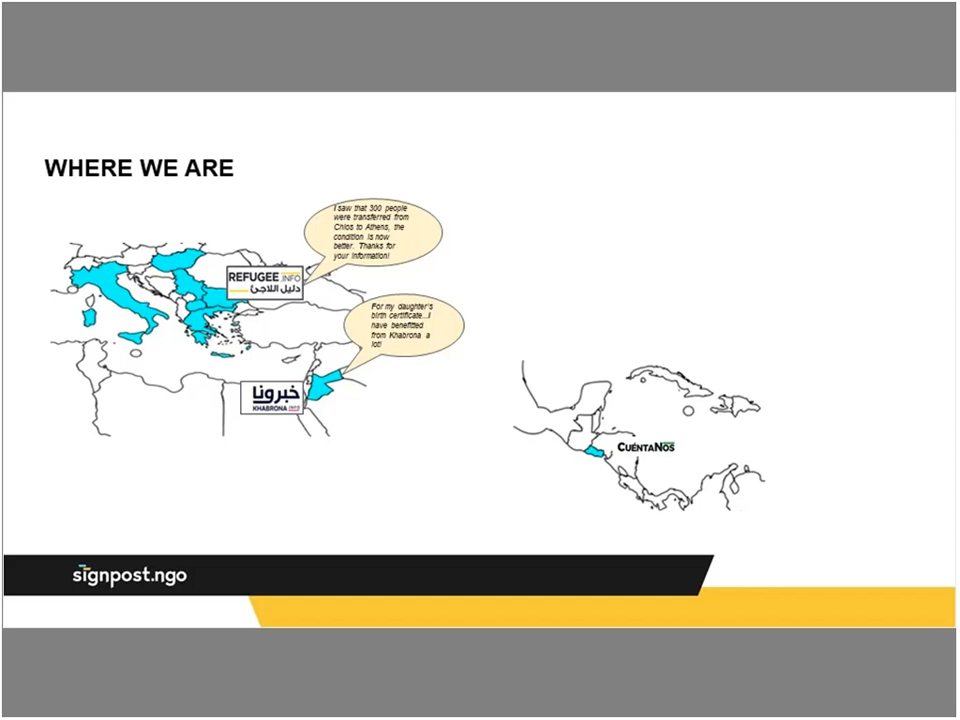 WHERE WE ARE
I saw that 300 people
were transferred from
Chios to Athens, the
condition is now
better. Thanks for
your information!
REFUGEE.INFO
دليل اللاجئ
For my daughter's
birth certificate...I
have benefitted
from Khabrona a
lot!
خبرونا
KHABRONA.INFO
CUÉNTANOS
signpost.ngo